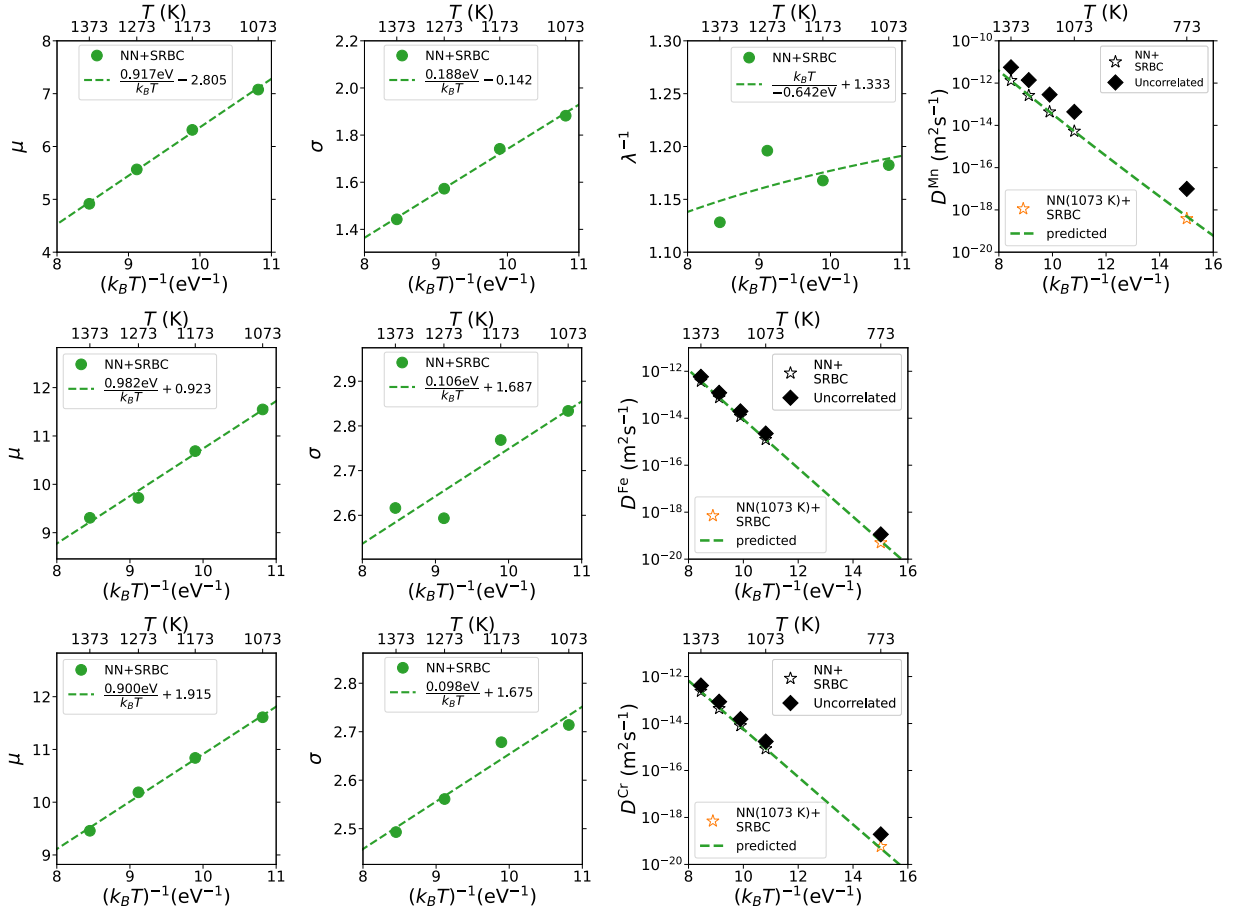 T (K)
1373 1273 1173 1073
8
7
6
5
4
μ
NN+SRBC
0.917eV
k_BT − 2.805
8 9 10 11
(k_BT)⁻¹(eV⁻¹)
T (K)
1373 1273 1173 1073
2.2
2.0
1.8
1.6
1.4
σ
NN+SRBC
0.188eV
k_BT − 0.142
8 9 10 11
(k_BT)⁻¹(eV⁻¹)
T (K)
1373 1273 1173 1073
1.30
1.25
1.20
1.15
1.10
λ⁻¹
NN+SRBC
k_BT
−0.642eV + 1.333
8 9 10 11
(k_BT)⁻¹(eV⁻¹)
T (K)
1373 1073 773
10⁻¹⁰
10⁻¹²
10⁻¹⁴
10⁻¹⁶
10⁻¹⁸
10⁻²⁰
D^Mn (m²s⁻¹)
NN+
SRBC
Uncorrelated
NN(1073 K)+
SRBC
predicted
8 10 12 14 16
(k_BT)⁻¹(eV⁻¹)
T (K)
1373 1273 1173 1073
12
11
10
9
μ
NN+SRBC
0.982eV
k_BT + 0.923
8 9 10 11
(k_BT)⁻¹(eV⁻¹)
T (K)
1373 1273 1173 1073
2.9
2.8
2.7
2.6
σ
NN+SRBC
0.106eV
k_BT + 1.687
8 9 10 11
(k_BT)⁻¹(eV⁻¹)
T (K)
1373 1073 773
10⁻¹²
10⁻¹⁴
10⁻¹⁶
10⁻¹⁸
10⁻²⁰
D^Fe (m²s⁻¹)
NN+
SRBC
Uncorrelated
NN(1073 K)+
SRBC
predicted
8 10 12 14 16
(k_BT)⁻¹(eV⁻¹)
T (K)
1373 1273 1173 1073
12
11
10
9
μ
NN+SRBC
0.900eV
k_BT + 1.915
8 9 10 11
(k_BT)⁻¹(eV⁻¹)
T (K)
1373 1273 1173 1073
2.8
2.7
2.6
2.5
σ
NN+SRBC
0.098eV
k_BT + 1.675
8 9 10 11
(k_BT)⁻¹(eV⁻¹)
T (K)
1373 1073 773
10⁻¹²
10⁻¹⁴
10⁻¹⁶
10⁻¹⁸
10⁻²⁰
D^Cr (m²s⁻¹)
NN+
SRBC
Uncorrelated
NN(1073 K)+
SRBC
predicted
8 10 12 14 16
(k_BT)⁻¹(eV⁻¹)